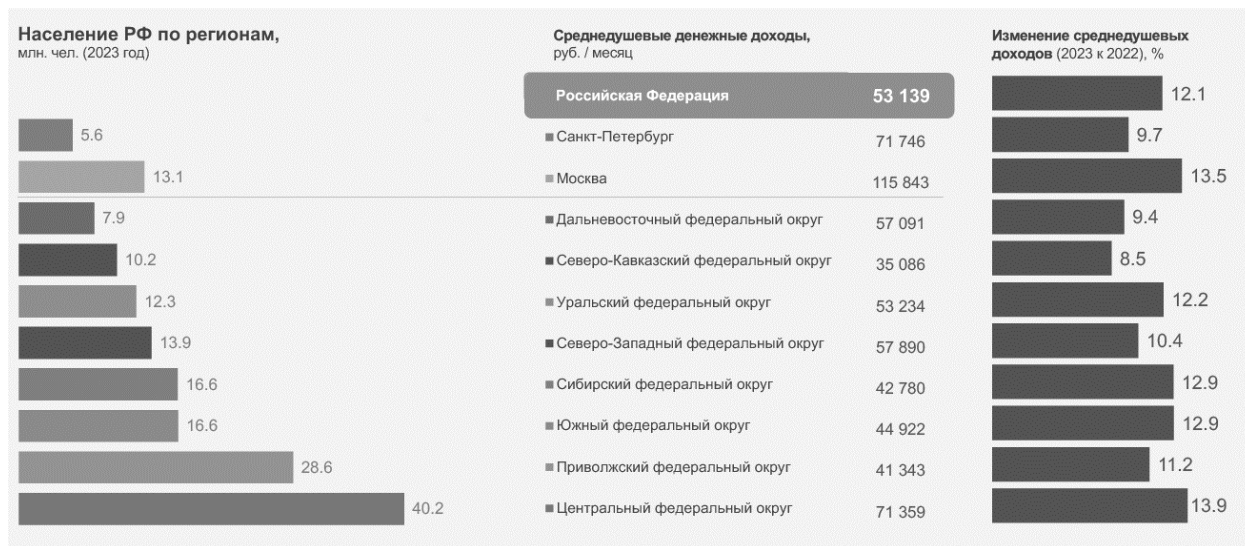 Население РФ по регионам,
млн. чел. (2023 год)
Среднедушевые денежные доходы,
руб. / месяц
Изменение среднедушевых
доходов (2023 к 2022), %
Российская Федерация 53 139 12.1
5.6 Санкт-Петербург 71 746 9.7
13.1 Москва 115 843 13.5
7.9 Дальневосточный федеральный округ 57 091 9.4
10.2 Северо-Кавказский федеральный округ 35 086 8.5
12.3 Уральский федеральный округ 53 234 12.2
13.9 Северо-Западный федеральный округ 57 890 10.4
16.6 Сибирский федеральный округ 42 780 12.9
16.6 Южный федеральный округ 44 922 12.9
28.6 Приволжский федеральный округ 41 343 11.2
40.2 Центральный федеральный округ 71 359 13.9